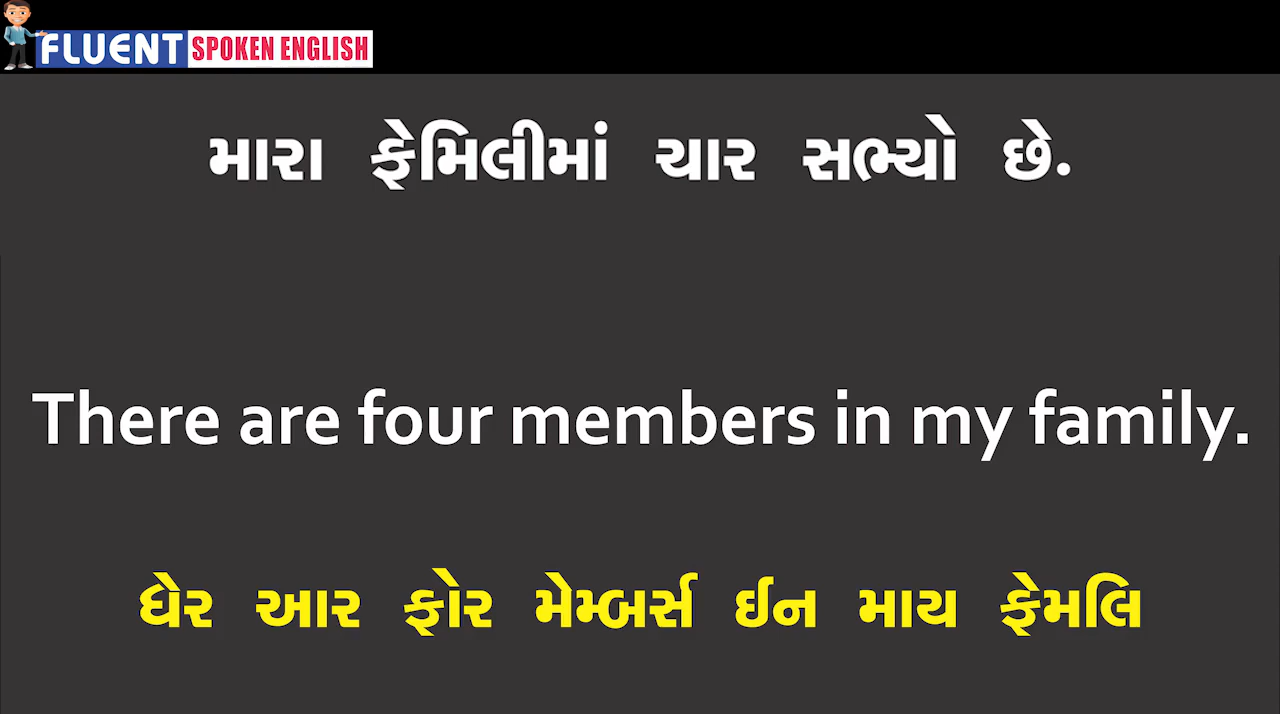 FLUENT SPOKEN ENGLISH
મારા ફેમિલીમાં ચાર સભ્યો છે.
There are four members in my family.
ધેર આર ફોર મેમ્બર્સ ઈન માય ફેમલિ